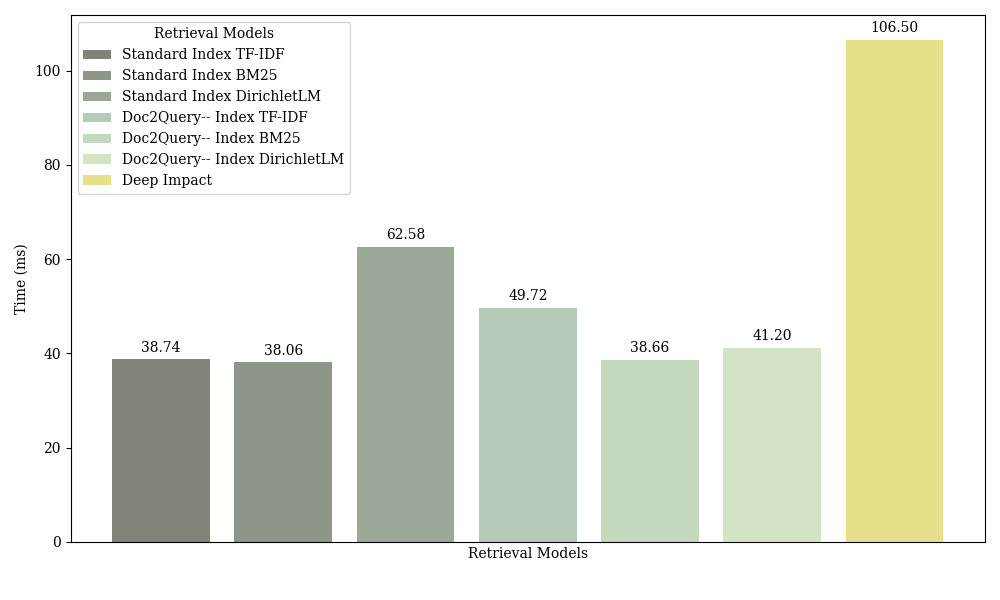 Retrieval Models
Standard Index TF-IDF
Standard Index BM25
Standard Index DirichletLM
Doc2Query-- Index TF-IDF
Doc2Query-- Index BM25
Doc2Query-- Index DirichletLM
Deep Impact
Time (ms)
100
80
60
40
20
0
38.74
38.06
62.58
49.72
38.66
41.20
106.50
Retrieval Models